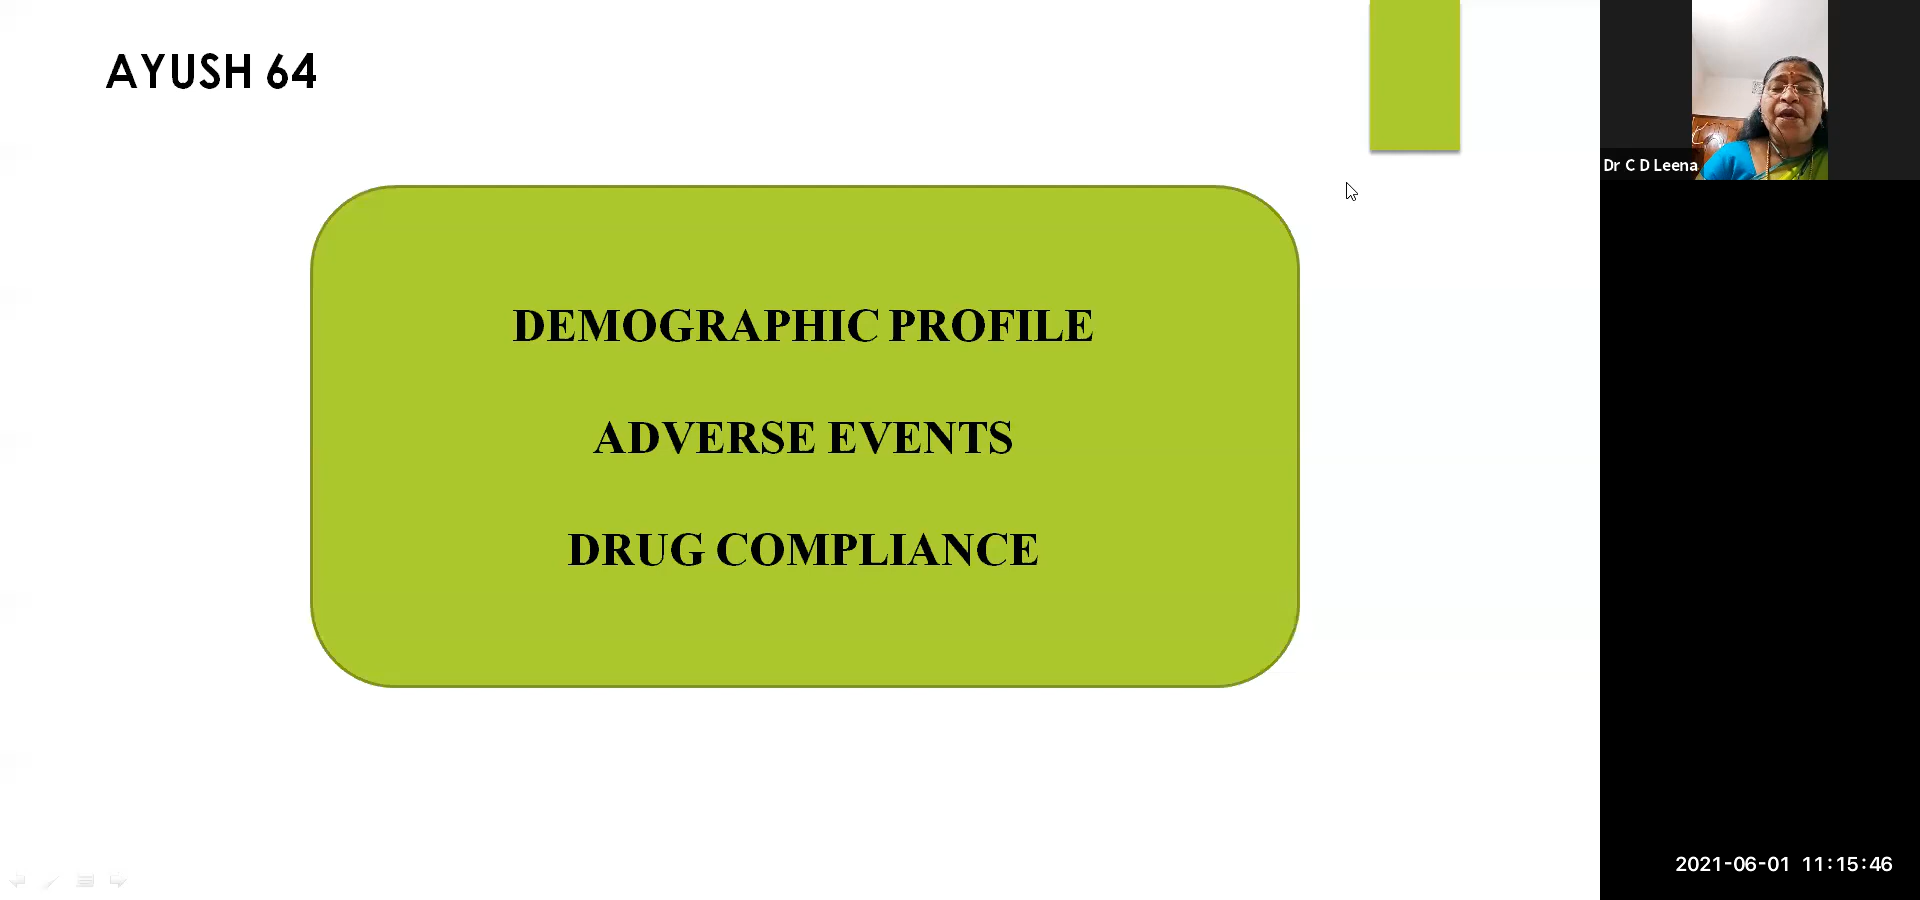 AYUSH 64
DEMOGRAPHIC PROFILE
ADVERSE EVENTS
DRUG COMPLIANCE
Dr C D Leena
2021-06-01 11:15:46